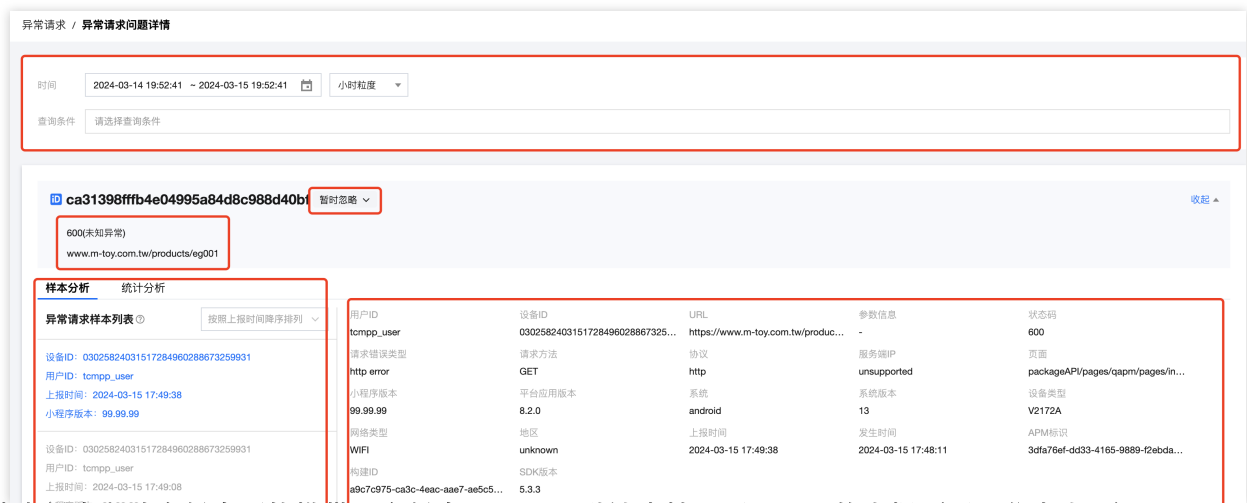 异常请求 / 异常请求问题详情
时间 2024-03-14 19:52:41 ~ 2024-03-15 19:52:41 小时粒度
查询条件 请选择查询条件
ca31398fffb4e04995a84d8c988d40bf 暂时忽略 收起
600(未知异常)
www.m-toy.com.tw/products/eg001
样本分析 统计分析
异常请求样本列表 按照上报时间降序排列
设备ID: 03025824031517284960288673259931
用户ID: tcmpp_user
上报时间: 2024-03-15 17:49:38
小程序版本: 99.99.99
设备ID: 03025824031517284960288673259931
用户ID: tcmpp_user
上报时间: 2024-03-15 17:49:08
用户ID 设备ID URL 参数信息 状态码
tcmpp_user 0302582403151728496028867325... https://www.m-toy.com.tw/produc... - 600
请求错误类型 请求方法 协议 服务端IP 页面
http error GET http unsupported packageAPI/pages/qapm/pages/in...
小程序版本 平台应用版本 系统 系统版本 设备类型
99.99.99 8.2.0 android 13 V2172A
网络类型 地区 上报时间 发生时间 APM标识
WIFI unknown 2024-03-15 17:49:38 2024-03-15 17:48:11 3dfa76ef-dd33-4165-9889-f2ebda...
构建ID SDK版本
a9c7c975-ca3c-4eac-aae7-ae5c5... 5.3.3